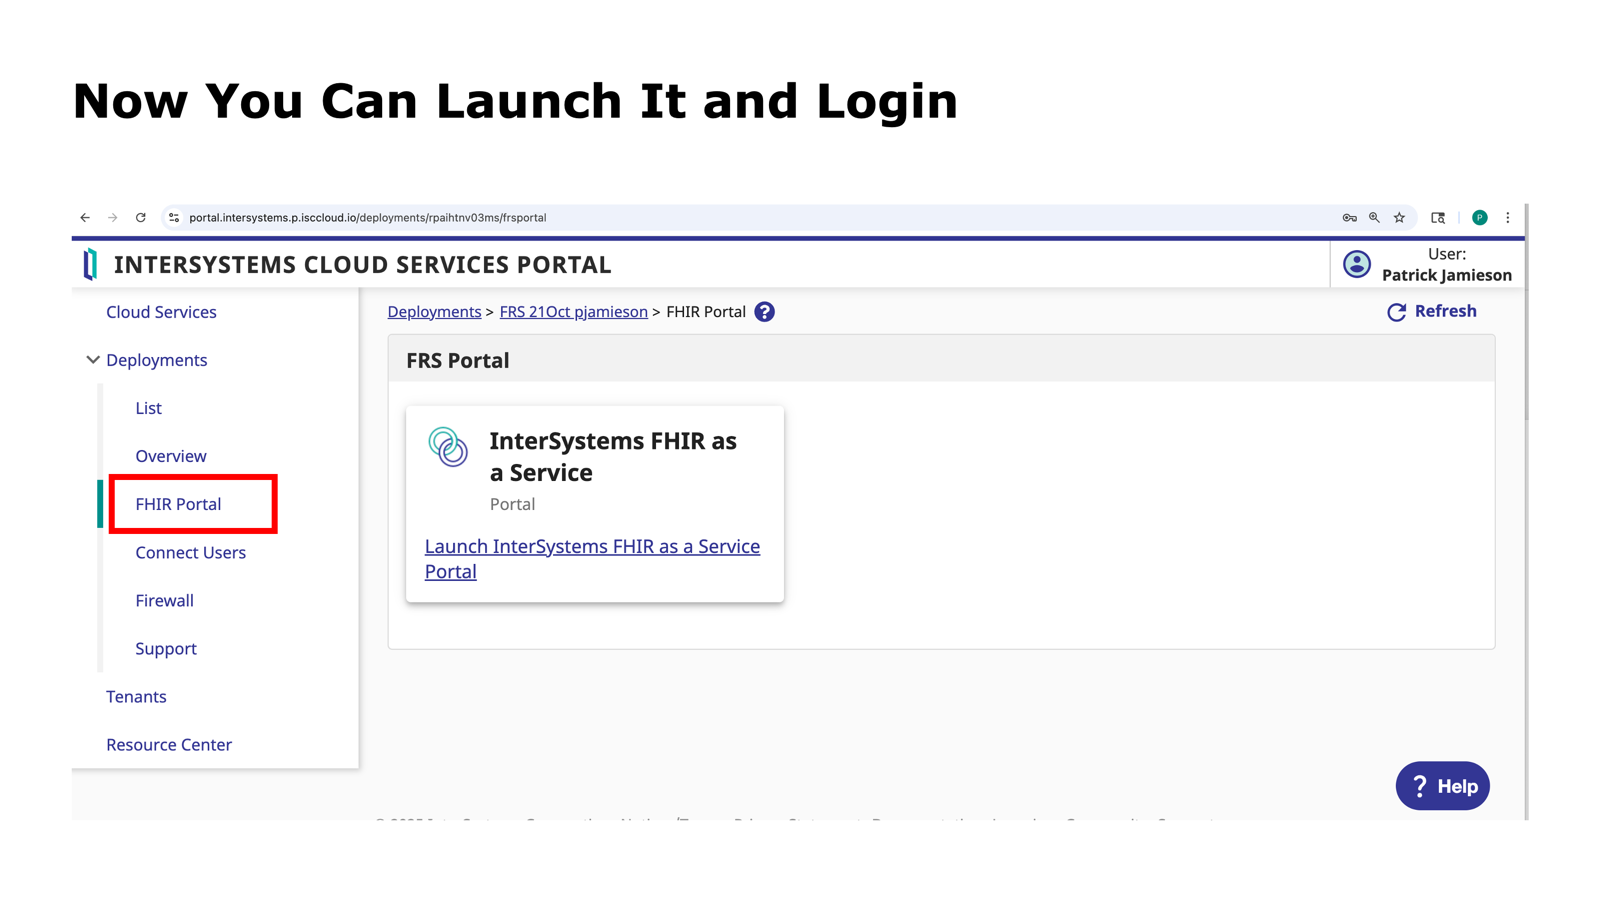 Now You Can Launch It and Login
portal.intersystems.p.isccloud.io/deployments/rpaihtnv03ms/frsportal
P
INTERSYSTEMS CLOUD SERVICES PORTAL
User:
Patrick Jamieson
Cloud Services
Deployments
List
Overview
FHIR Portal
Connect Users
Firewall
Support
Tenants
Resource Center
Deployments > FRS 21Oct pjamieson > FHIR Portal ?
Refresh
FRS Portal
InterSystems FHIR as
a Service
Portal
Launch InterSystems FHIR as a Service
Portal
? Help